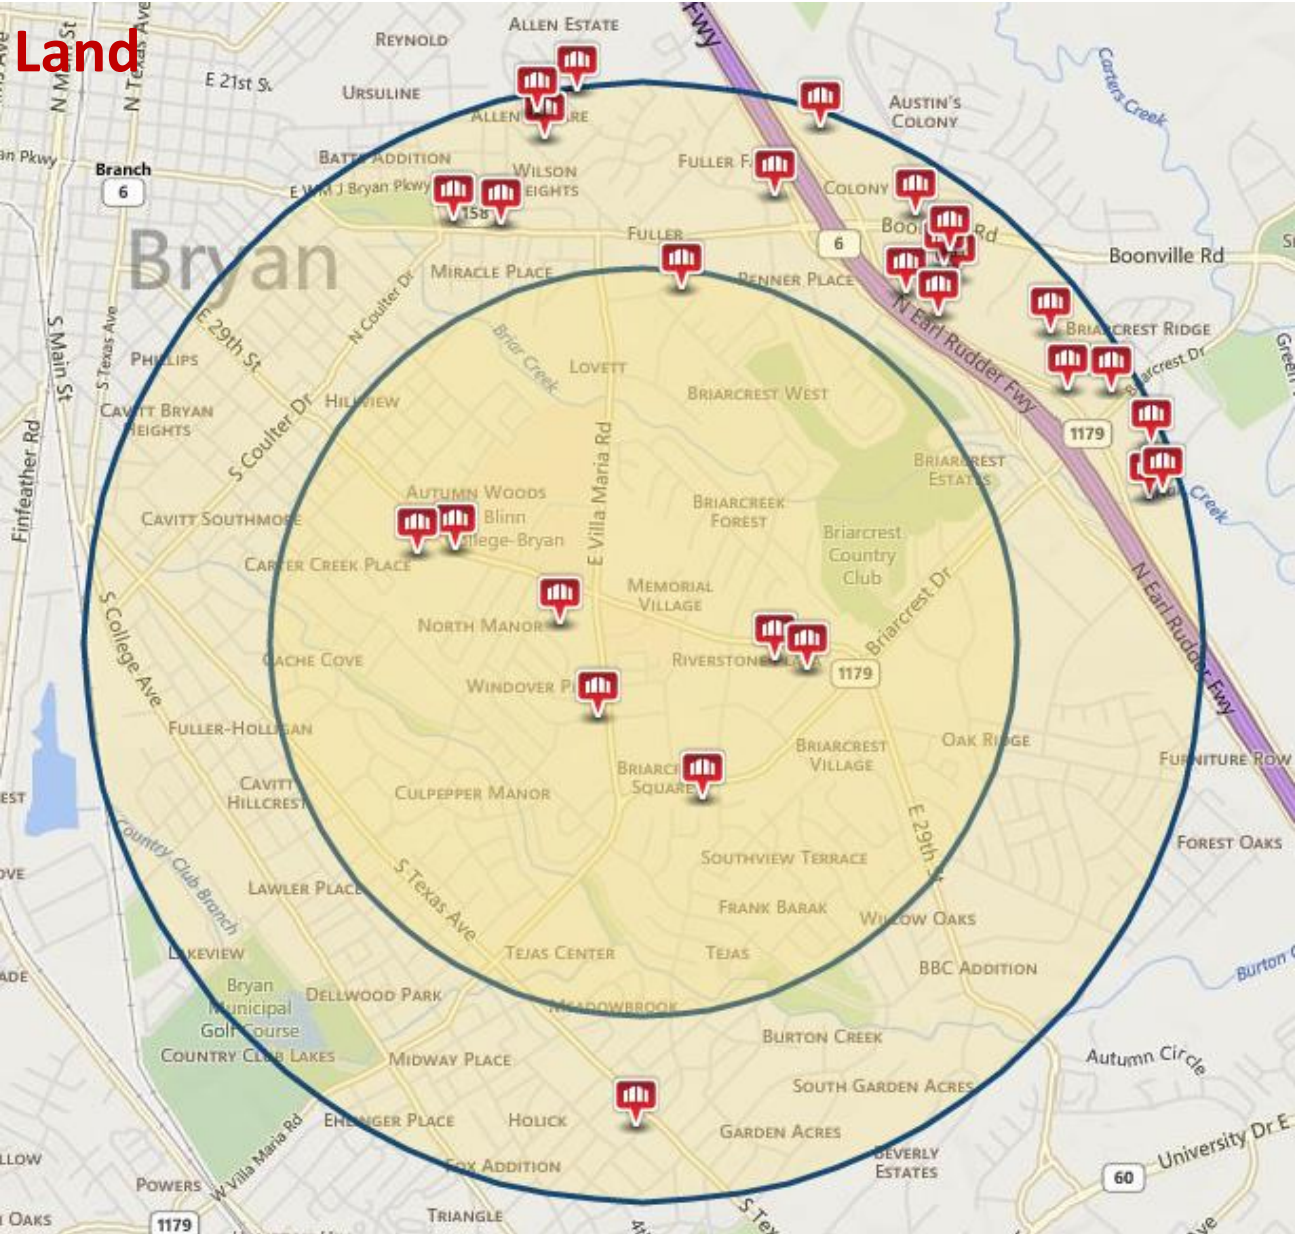 Land
Fwy
ALLEN ESTATE
REYNOLD
N Main St
N Texas Ave
E 21st St
URSULINE
Carters Creek
AUSTIN'S
COLONY
BATTS ADDITION
WILSON
Branch
6
FULLER
COLONY
E WM J Bryan Pkwy
158
Bryan
FULLER
6
Rd
Boonville Rd
MIRACLE PLACE
PENNER PLACE
N Coulter Dr
N Earl Rudder Fwy
E 29th St
S Texas Ave
S Main St
Briar Creek
BRIARCREST RIDGE
PHILLIPS
LOVETT
BRIARCREST WEST
HILLVIEW
CAVITT BRYAN
HEIGHTS
S Coulter Dr
Finfeather Rd
1179
BRIARCREST
ESTATES
E Villa Maria Rd
AUTUMN WOODS
Blinn
College-Bryan
BRIARCREEK
FOREST
Creek
CAVITT SOUTHMORE
Briarcrest
Country
Club
CARTER CREEK PLACE
MEMORIAL
VILLAGE
Briarcrest Dr
N Earl Rudder Fwy
S College Ave
NORTH MANOR
CACHE COVE
RIVERSTONE
1179
WINDOVER
FULLER-HOLLIGAN
OAK RIDGE
BRIARCREST
VILLAGE
FURNITURE ROW
SQUARE
CAVITT
HILLCREST
CULPEPPER MANOR
E 29th St
FOREST OAKS
Country Club Branch
SOUTHVIEW TERRACE
LAWLER PLACE
S Texas Ave
FRANK BARAK
WILLOW OAKS
LAKEVIEW
TEJAS CENTER
TEJAS
BBC ADDITION
Burton
Bryan
Municipal
Golf Course
DELLWOOD PARK
MEADOWBROOK
BURTON CREEK
COUNTRY CLUB LAKES
MIDWAY PLACE
Autumn Circle
SOUTH GARDEN ACRES
EHLINGER PLACE
HOLICK
GARDEN ACRES
University Dr E
W Villa Maria Rd
FOX ADDITION
BEVERLY
ESTATES
60
POWERS
TRIANGLE
OAKS
1179